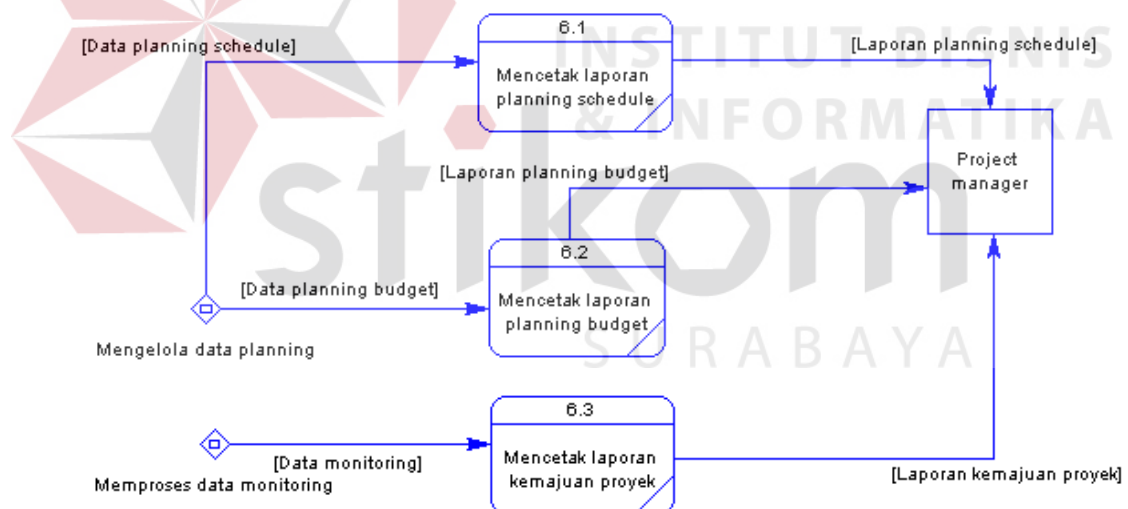 INSTITUT BISNIS
& INFORMATIKA
stikom
SURABAYA
6.1
[Data planning schedule]
[Laporan planning schedule]
Mencetak laporan
planning schedule
Project
manager
[Laporan planning budget]
6.2
[Data planning budget]
Mencetak laporan
planning budget
Mengelola data planning
6.3
Mencetak laporan
kemajuan proyek
[Data monitoring]
Memproses data monitoring
[Laporan kemajuan proyek]